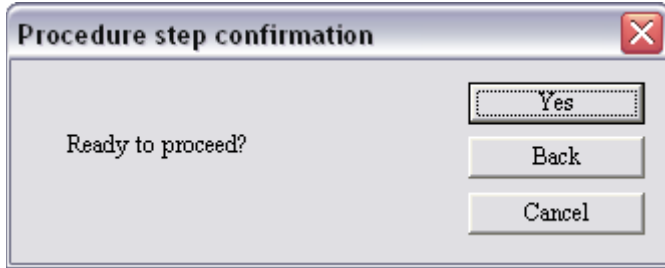 Procedure step confirmation
Ready to proceed?
Yes
Back
Cancel